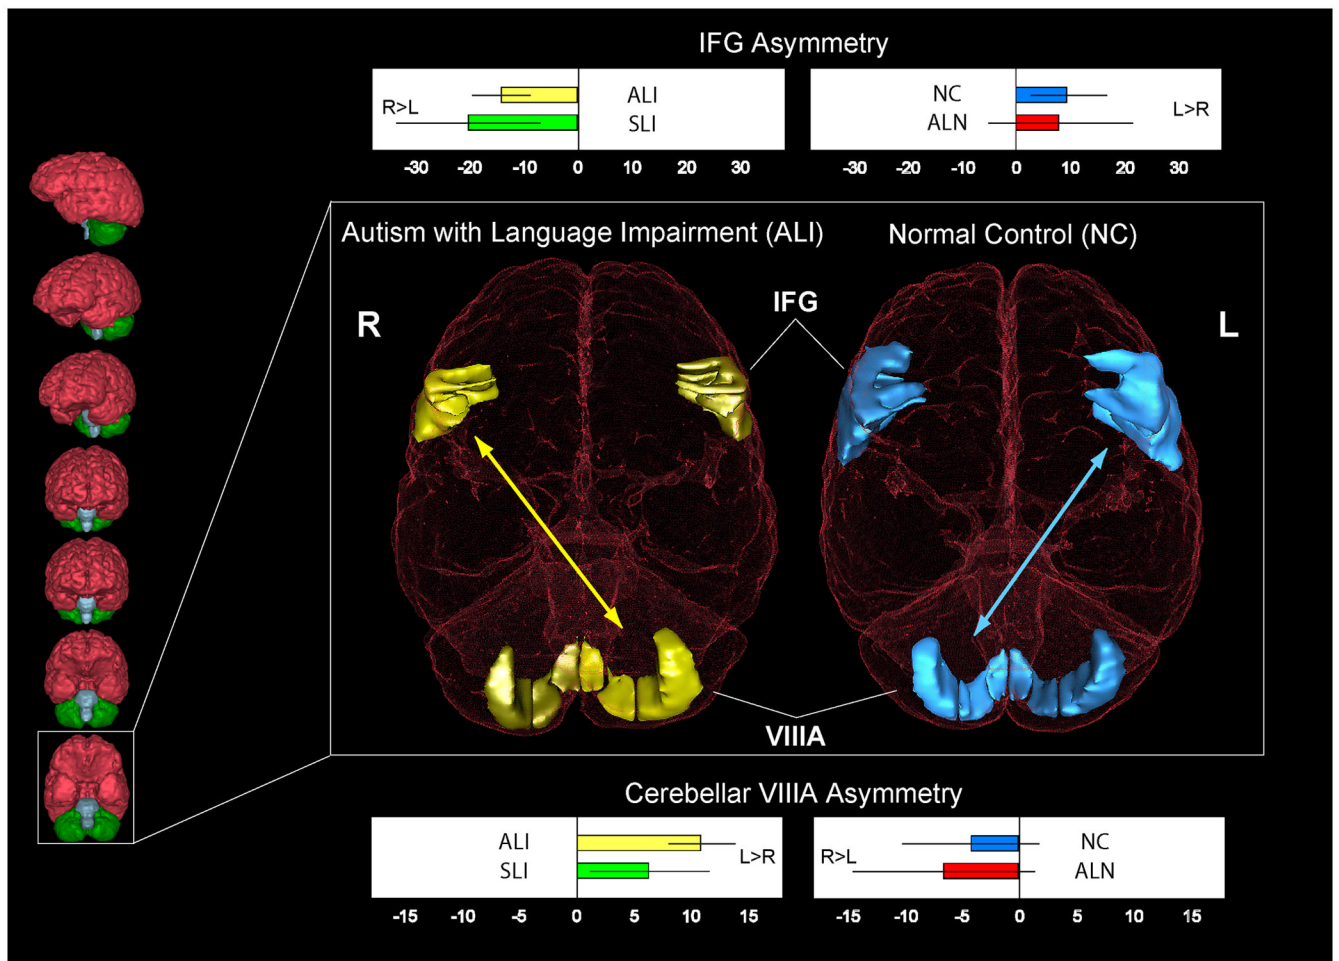 IFG Asymmetry
R>L
ALI
SLI
-30 -20 -10 0 10 20 30
NC
ALN
L>R
-30 -20 -10 0 10 20 30
Autism with Language Impairment (ALI)
Normal Control (NC)
R
IFG
L
VIIIA
Cerebellar VIIIA Asymmetry
ALI
SLI
L>R
-15 -10 -5 0 5 10 15
R>L
NC
ALN
-15 -10 -5 0 5 10 15